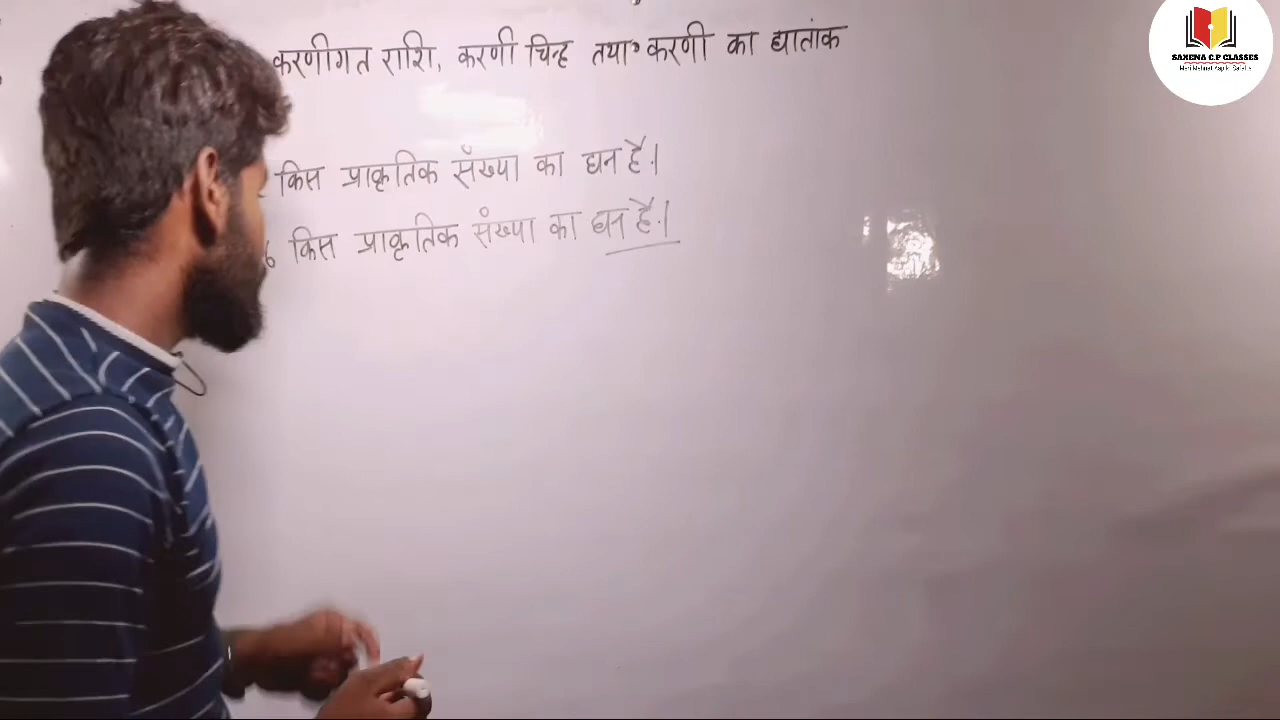 करणीगत राशि, करणी चिन्ह तथा करणी का घातांक
किस प्राकृतिक सँख्या का घन है।
6 किस प्राकृतिक संख्या का घन है।
SAXENA C P CLASSES